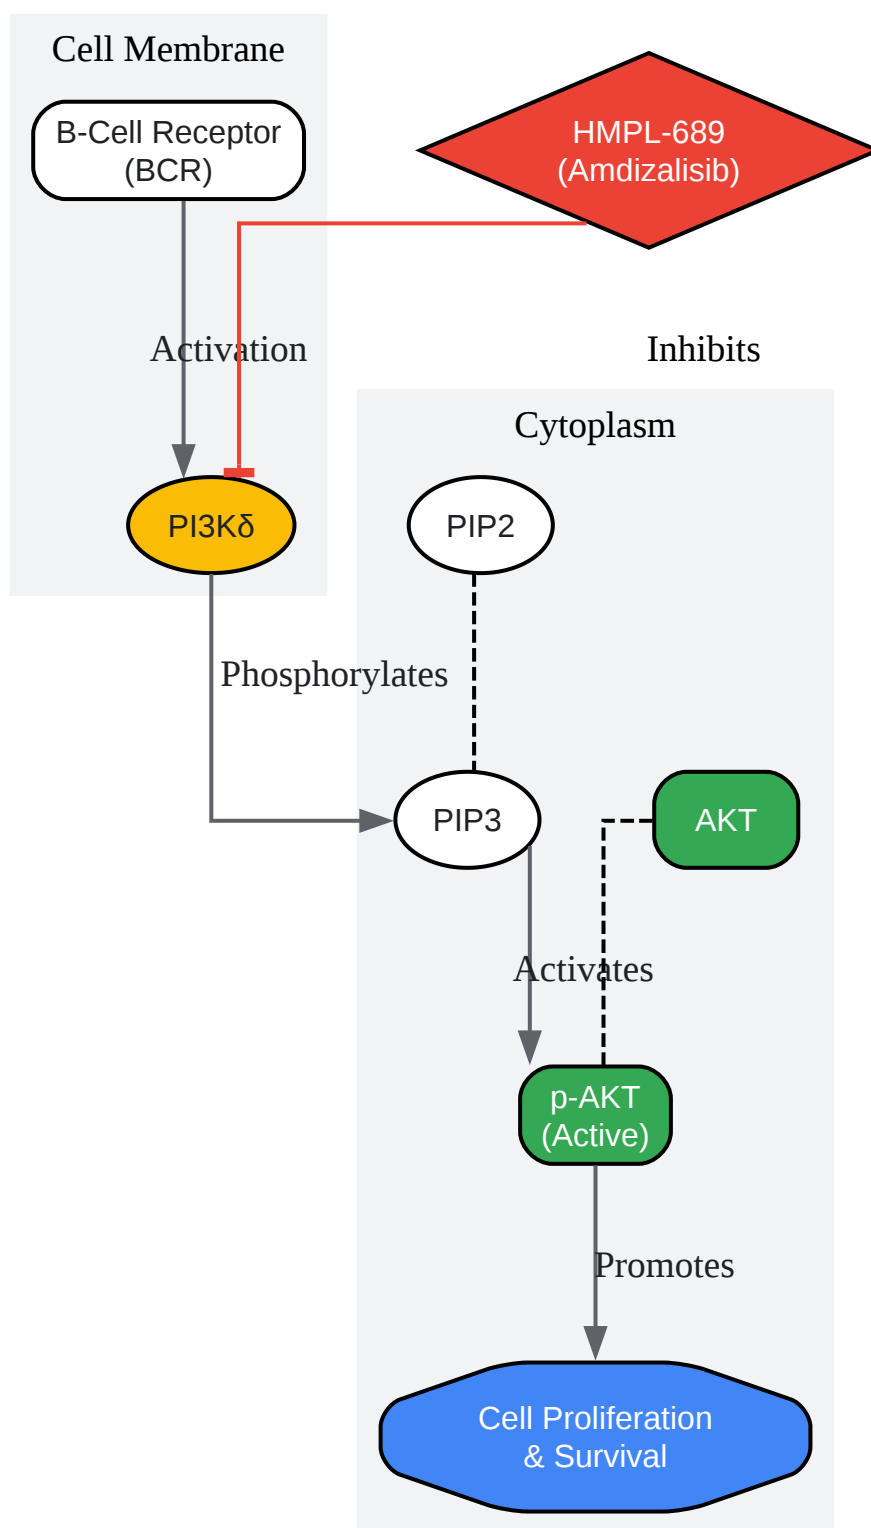 Cell Membrane
B-Cell Receptor
(BCR)
HMPL-689
(Amdizalisib)
Activation
Inhibits
Cytoplasm
PI3Kδ
PIP2
Phosphorylates
PIP3
AKT
Activates
p-AKT
(Active)
Promotes
Cell Proliferation
& Survival